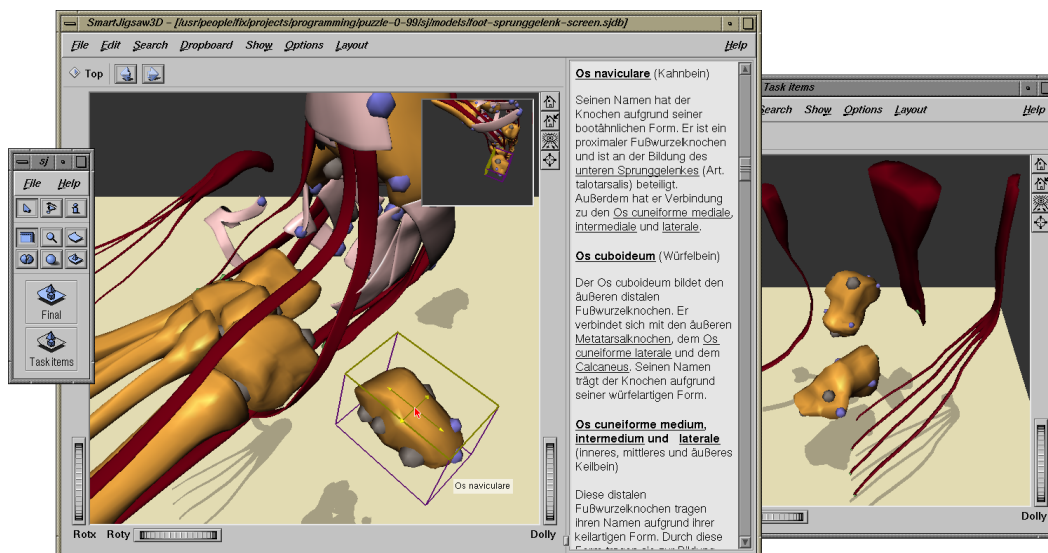 SmartJigsaw3D – [/usr/people/fix/projects/programming/puzzle-0-99/sj/models/foot-sprunggelenk-screen.sjdb]
File Edit Search Dropboard Show Options Layout Help
Top
Os naviculare (Kahnbein)
Seinen Namen hat der
Knochen aufgrund seiner
bootähnlichen Form. Er ist ein
proximaler Fußwurzelknochen
und ist an der Bildung des
unteren Sprunggelenkes (Art.
talotarsalis) beteiligt.
Außerdem hat er Verbindung
zu den Os cuneiforme mediale,
intermediale und laterale.
Os cuboideum (Würfelbein)
Der Os cuboideum bildet den
äußeren distalen
Fußwurzelknochen. Er
verbindet sich mit den äußeren
Metatarsalknochen, dem Os
cuneiforme laterale und dem
Calcaneus. Seinen Namen
trägt der Knochen aufgrund
seiner würfelartigen Form.
Os cuneiforme medium,
intermedium und laterale
(inneres, mittleres und äußeres
Keilbein)
Diese distalen
Fußwurzelknochen tragen
ihren Namen aufgrund ihrer
keilartigen Form. Durch diese
Os naviculare
Rotx Roty Dolly
sj
File Help
Final
Task items
Task items
Search Show Options Layout Help
Dolly